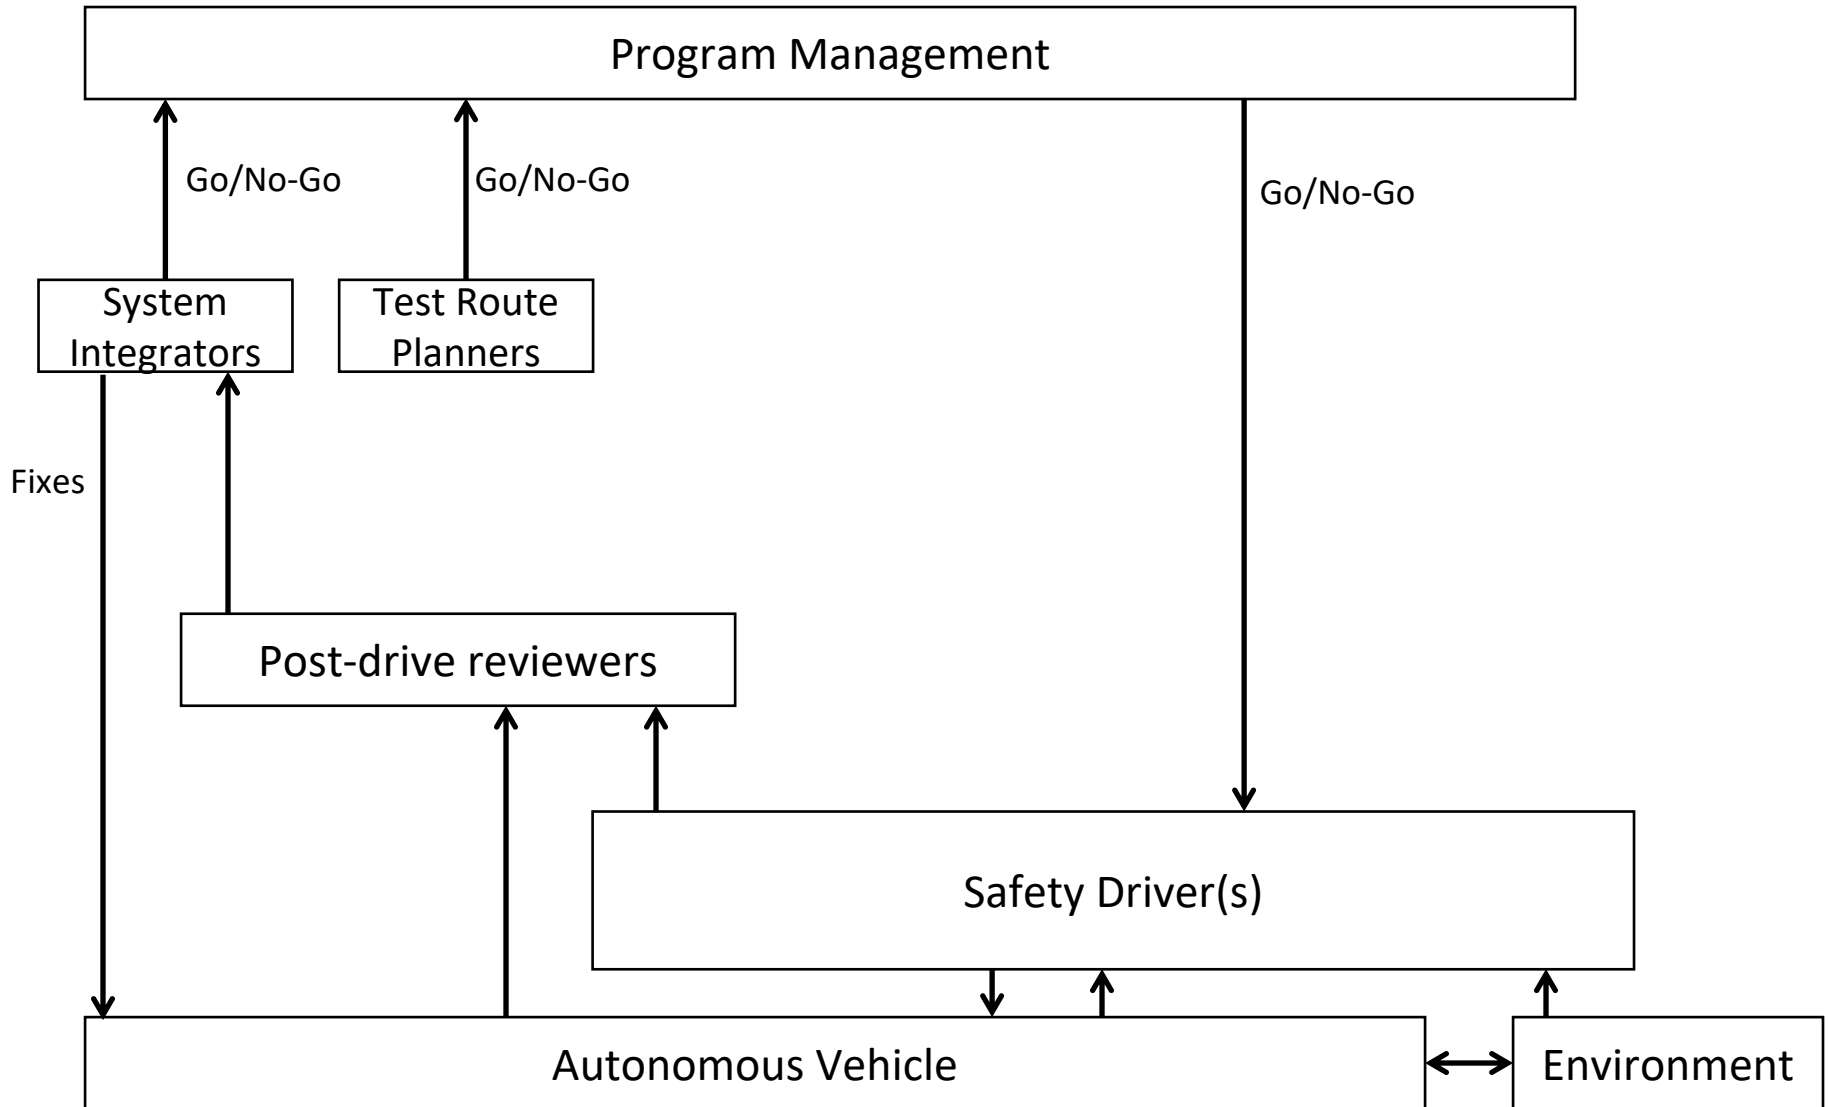 Program Management
Go/No-Go
Go/No-Go
Go/No-Go
System
Integrators
Test Route
Planners
Fixes
Post-drive reviewers
Safety Driver(s)
Autonomous Vehicle
Environment